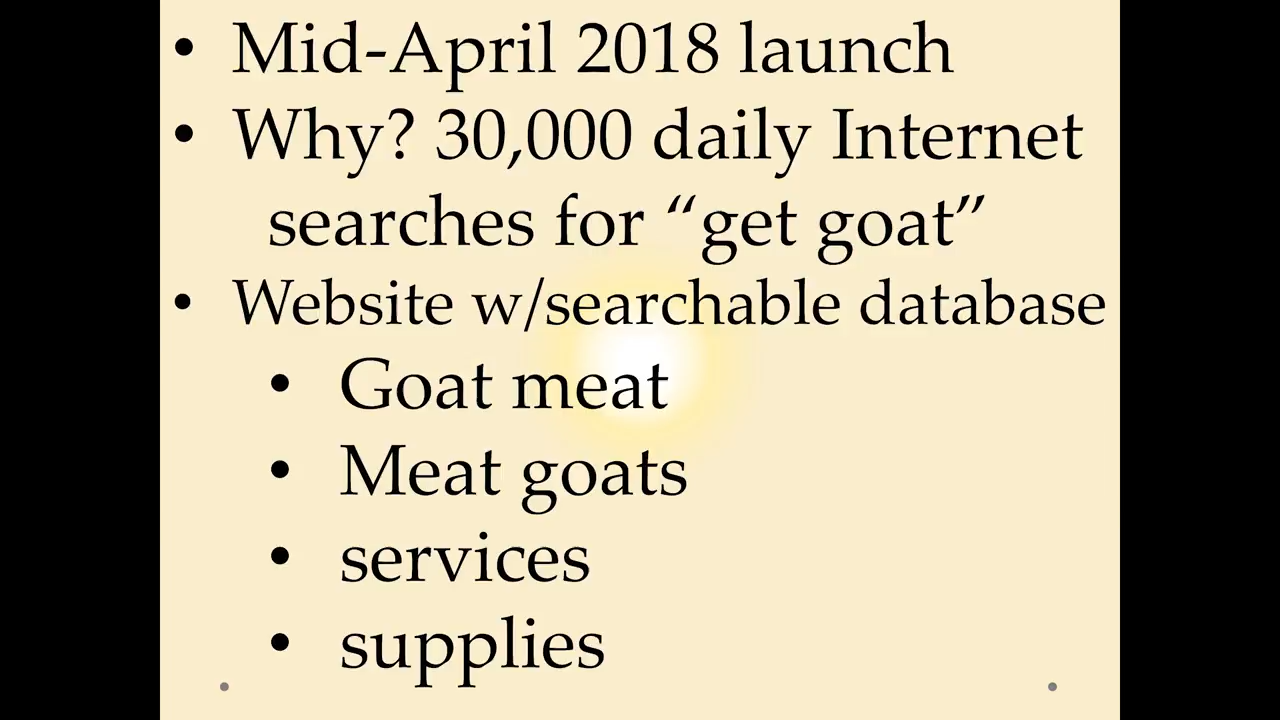 • Mid-April 2018 launch
• Why? 30,000 daily Internet
searches for “get goat”
• Website w/searchable database
• Goat meat
• Meat goats
• services
• supplies